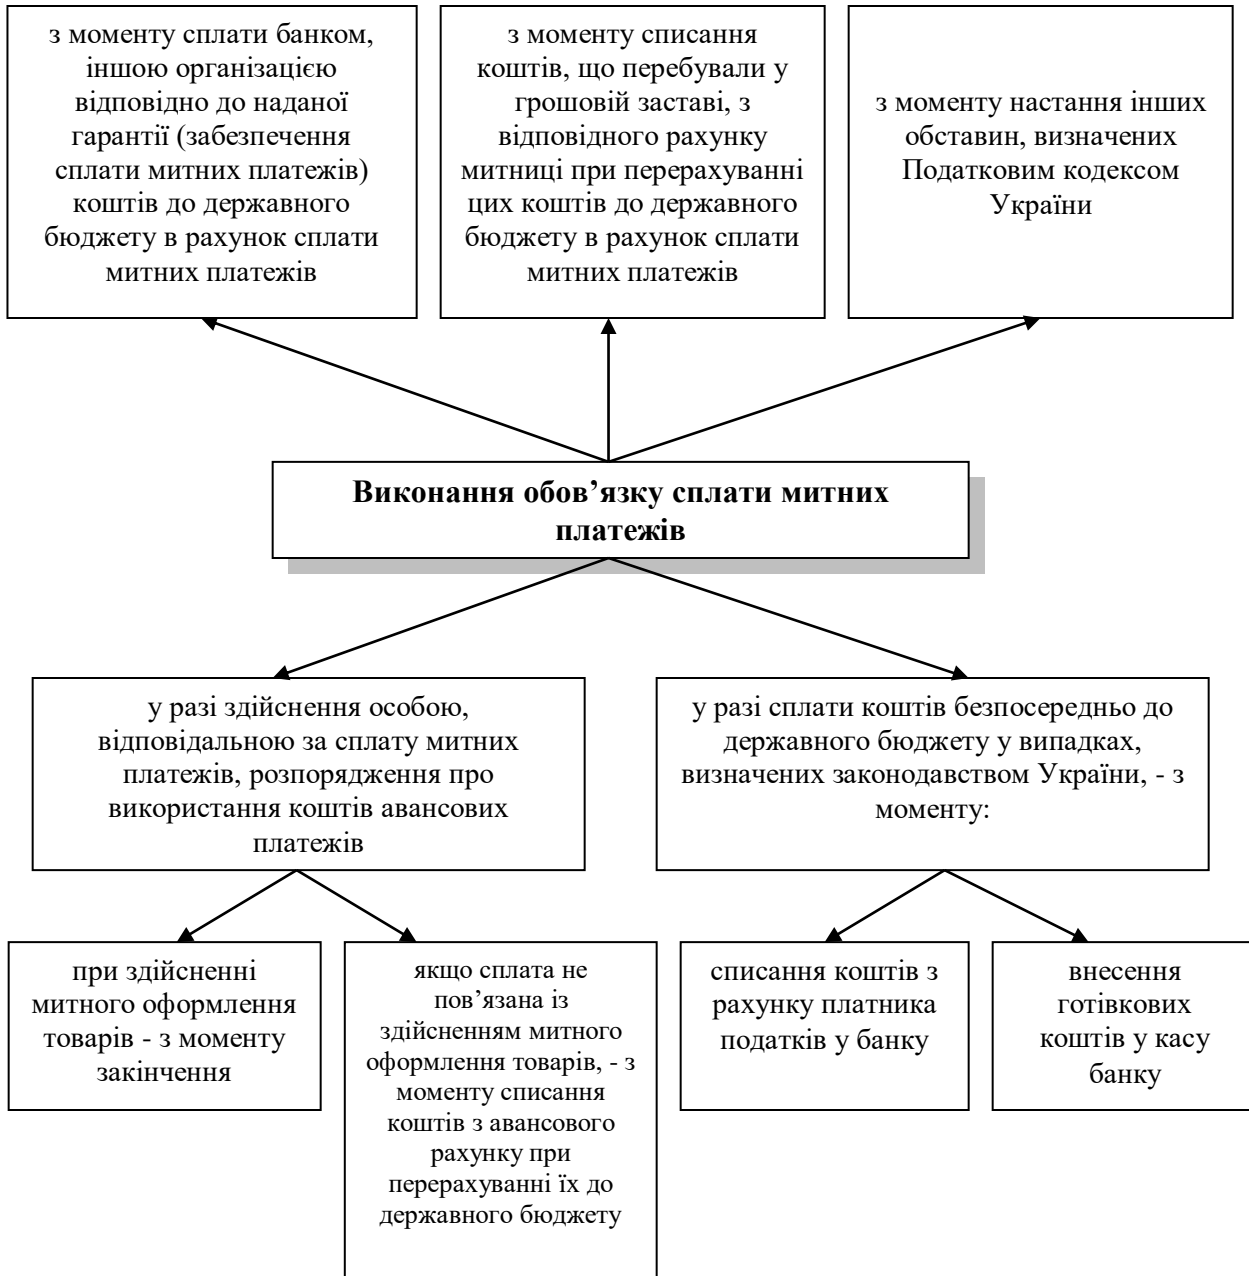 з моменту сплати банком,
іншою організацією
відповідно до наданої
гарантії (забезпечення
сплати митних платежів)
коштів до державного
бюджету в рахунок сплати
митних платежів
з моменту списання
коштів, що перебували у
грошовій заставі, з
відповідного рахунку
митниці при перерахуванні
цих коштів до державного
бюджету в рахунок сплати
митних платежів
з моменту настання інших
обставин, визначених
Податковим кодексом
України
Виконання обов’язку сплати митних
платежів
у разі здійснення особою,
відповідальною за сплату митних
платежів, розпорядження про
використання коштів авансових
платежів
у разі сплати коштів безпосередньо до
державного бюджету у випадках,
визначених законодавством України, - з
моменту:
при здійсненні
митного оформлення
товарів - з моменту
закінчення
якщо сплата не
пов’язана із
здійсненням митного
оформлення товарів, - з
моменту списання
коштів з авансового
рахунку при
перерахуванні їх до
державного бюджету
списання коштів з
рахунку платника
податків у банку
внесення
готівкових
коштів у касу
банку